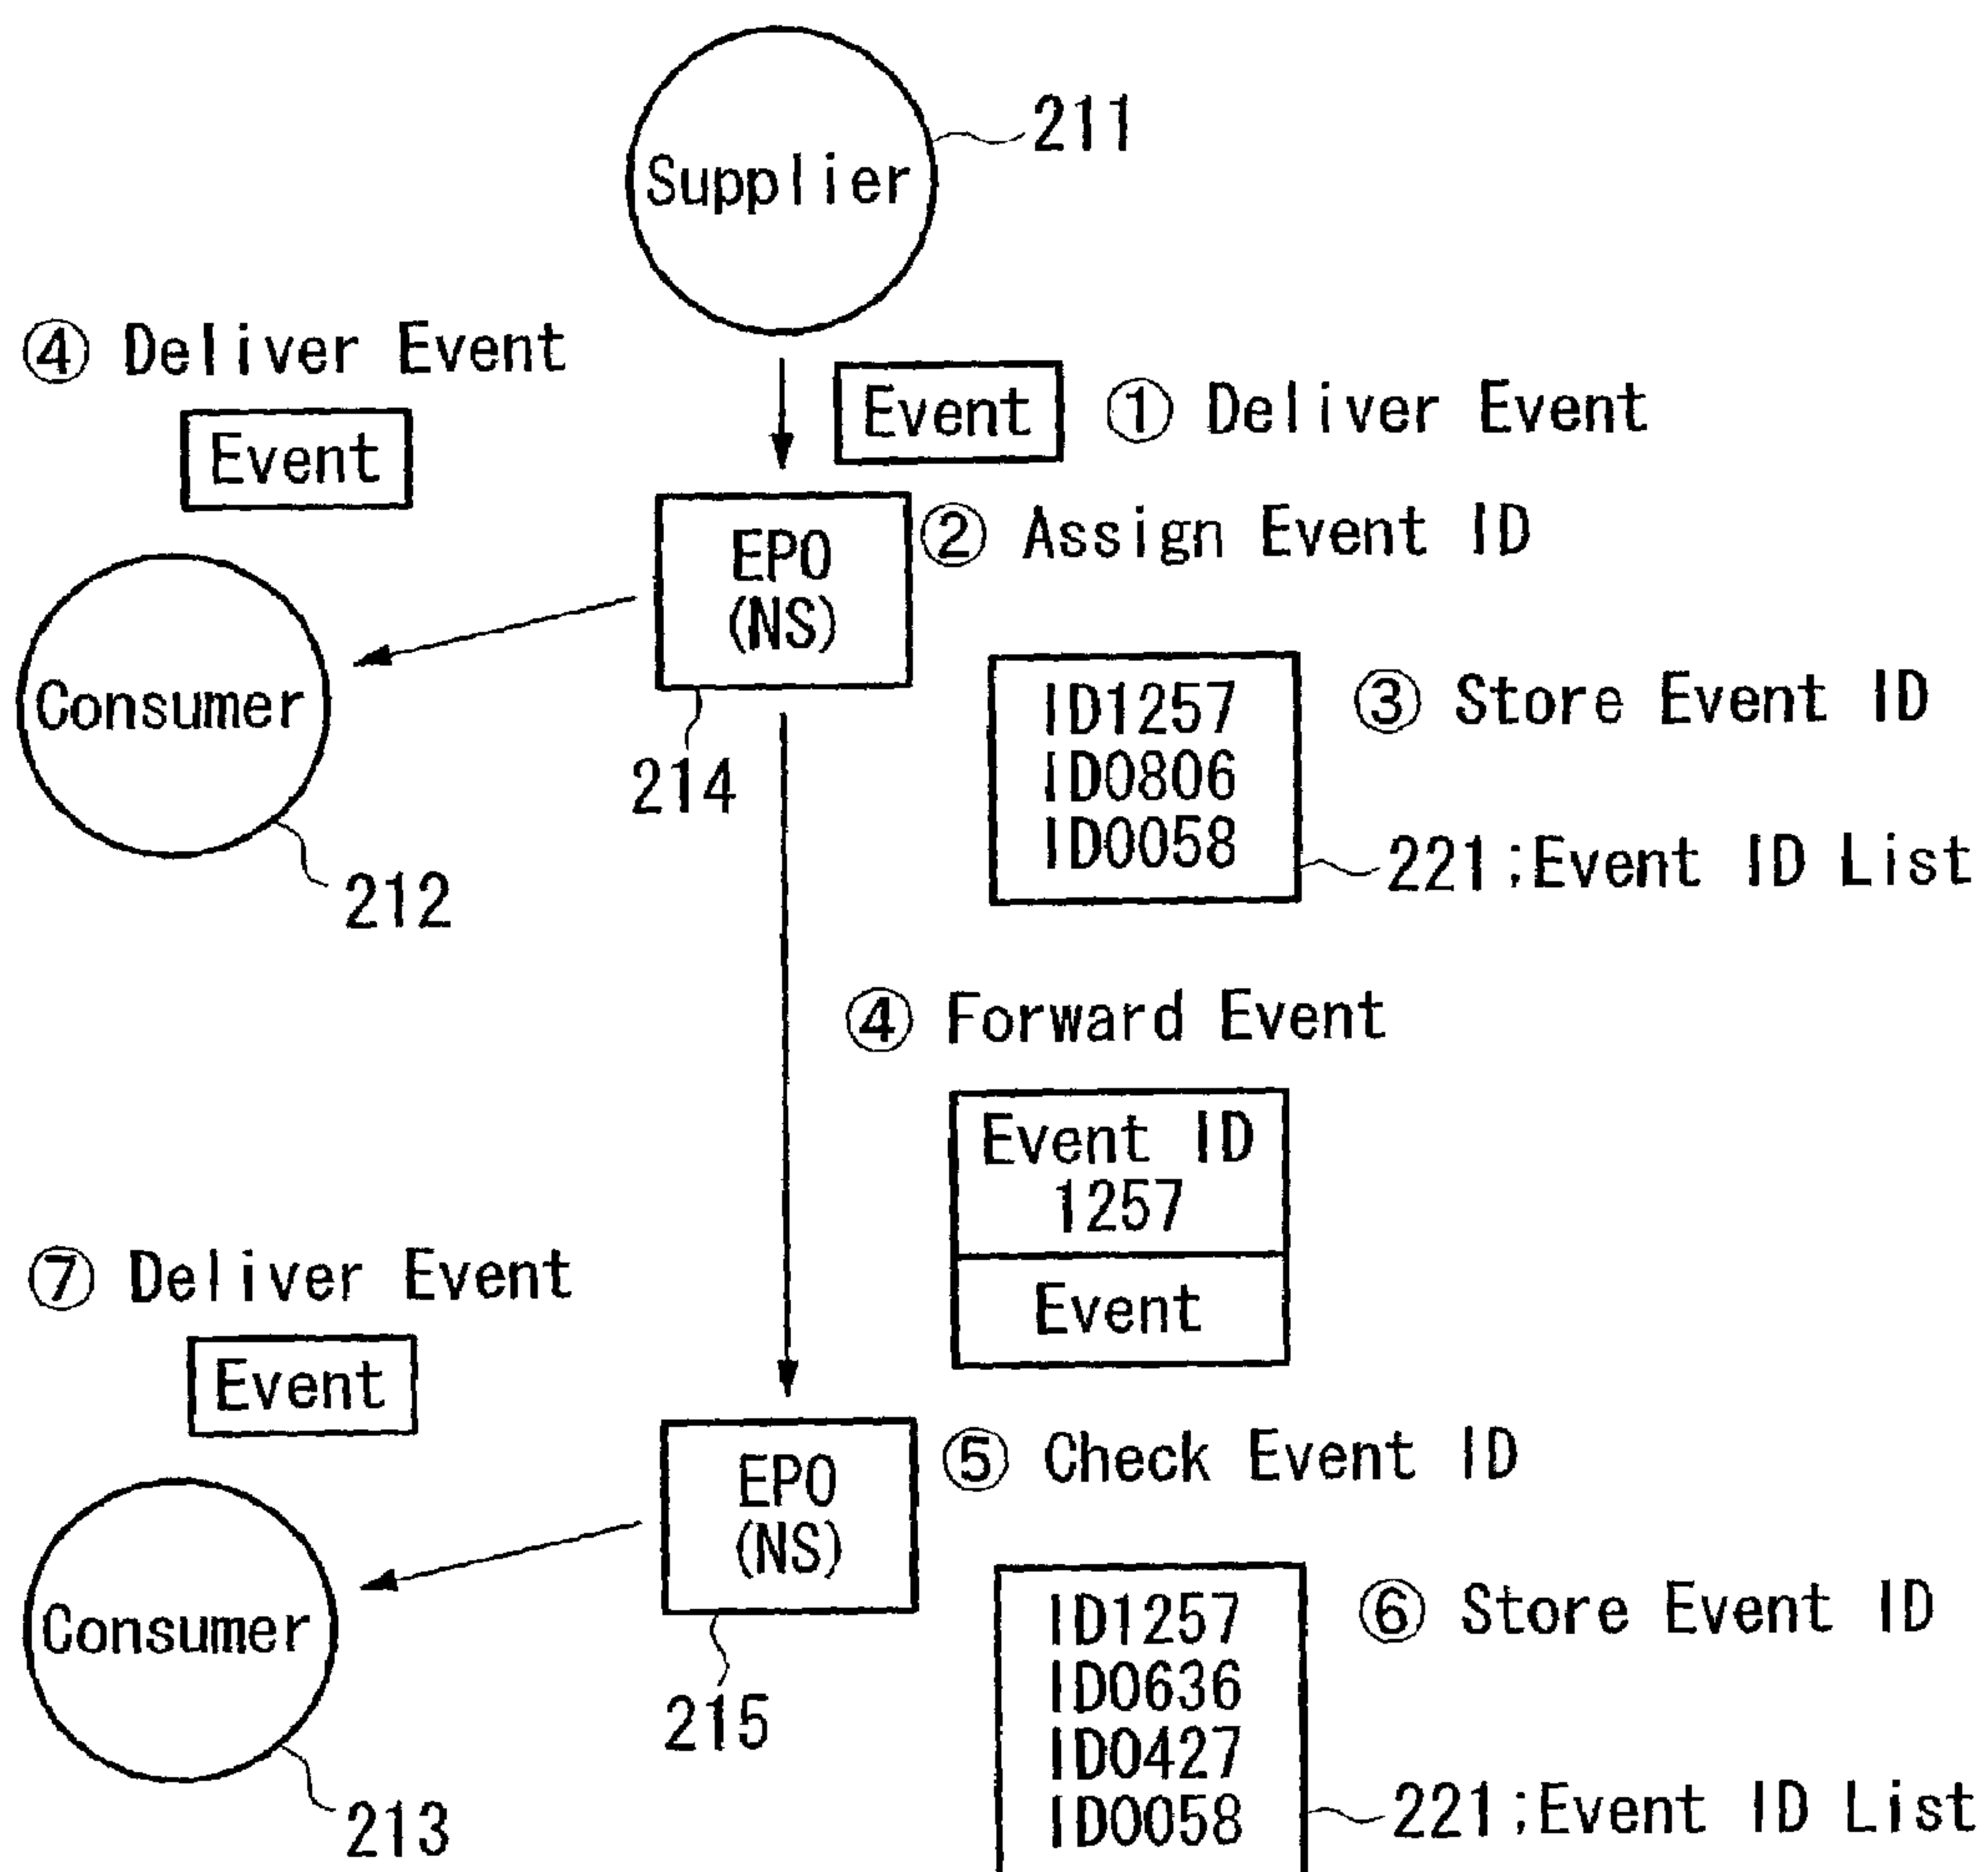 211
Supplier
④ Deliver Event
Event
Event
① Deliver Event
② Assign Event ID
EPO
(NS)
Consumer
214
212
ID1257
ID0806
ID0058
③ Store Event ID
221;Event ID List
④ Forward Event
Event ID
1257
Event
⑦ Deliver Event
Event
EPO
(NS)
⑤ Check Event ID
Consumer
215
213
ID1257
ID0636
ID0427
ID0058
⑥ Store Event ID
221;Event ID List